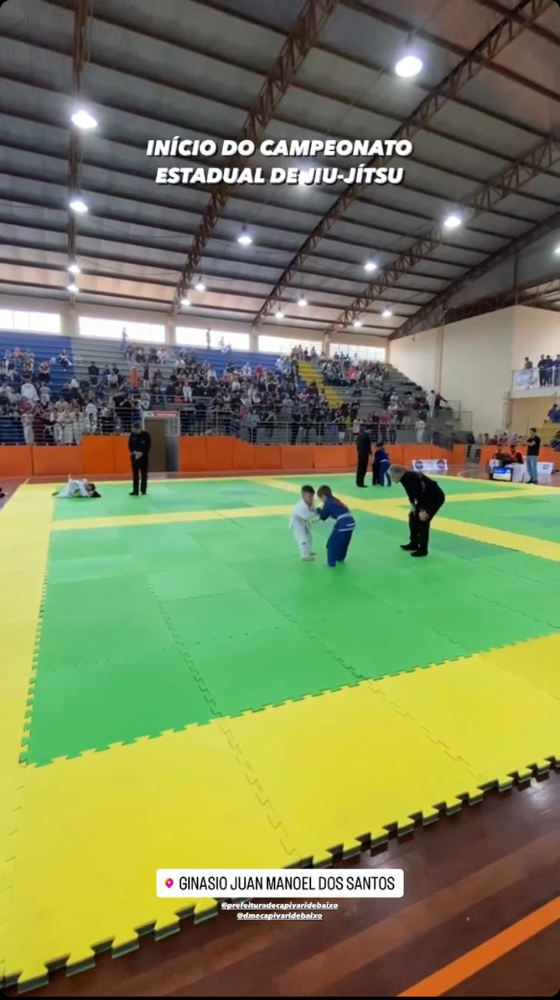 INÍCIO DO CAMPEONATO
ESTADUAL DE JIU-JÍTSU
GINASIO JUAN MANOEL DOS SANTOS
@prefeituradecapivaridebaixo
@dmecapivaridebaixo